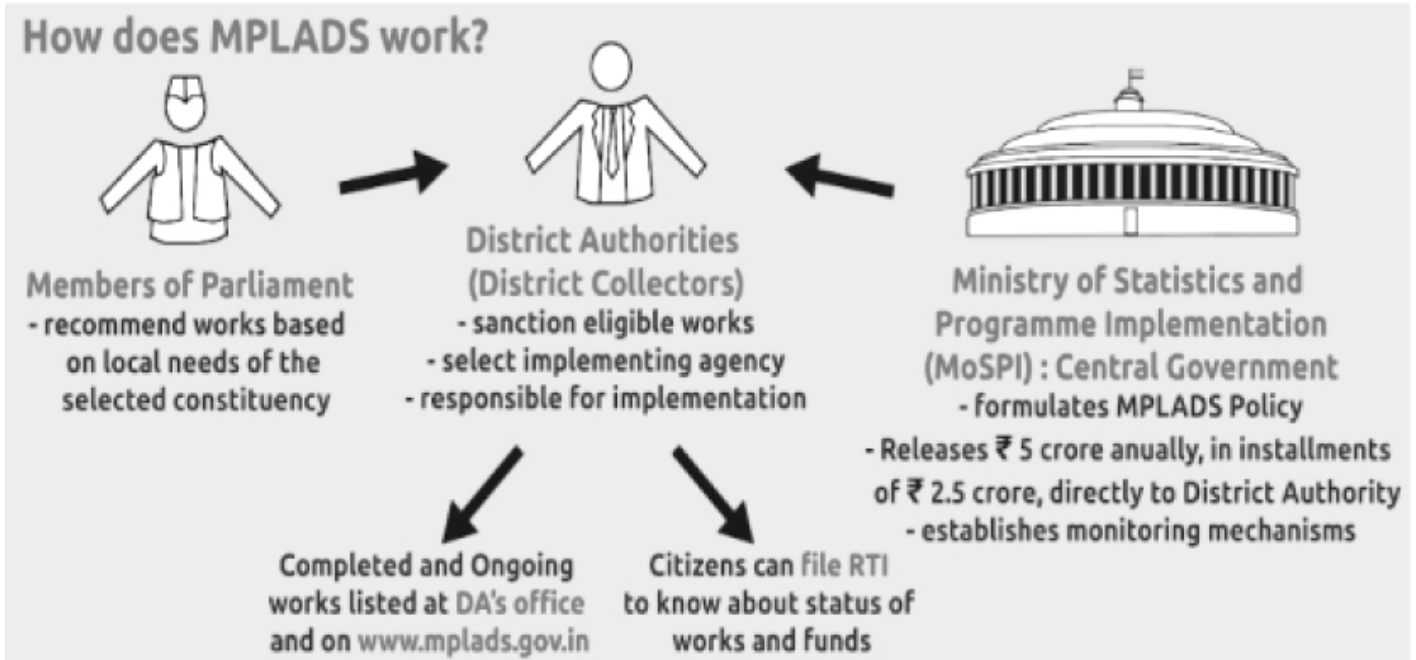 How does MPLADS work?
Members of Parliament
- recommend works based
on local needs of the
selected constituency
District Authorities
(District Collectors)
- sanction eligible works
- select implementing agency
- responsible for implementation
Ministry of Statistics and
Programme Implementation
(MoSPI) : Central Government
- formulates MPLADS Policy
- Releases ₹ 5 crore anually, in installments
of ₹ 2.5 crore, directly to District Authority
- establishes monitoring mechanisms
Completed and Ongoing
works listed at DA's office
and on www.mplads.gov.in
Citizens can file RTI
to know about status of
works and funds